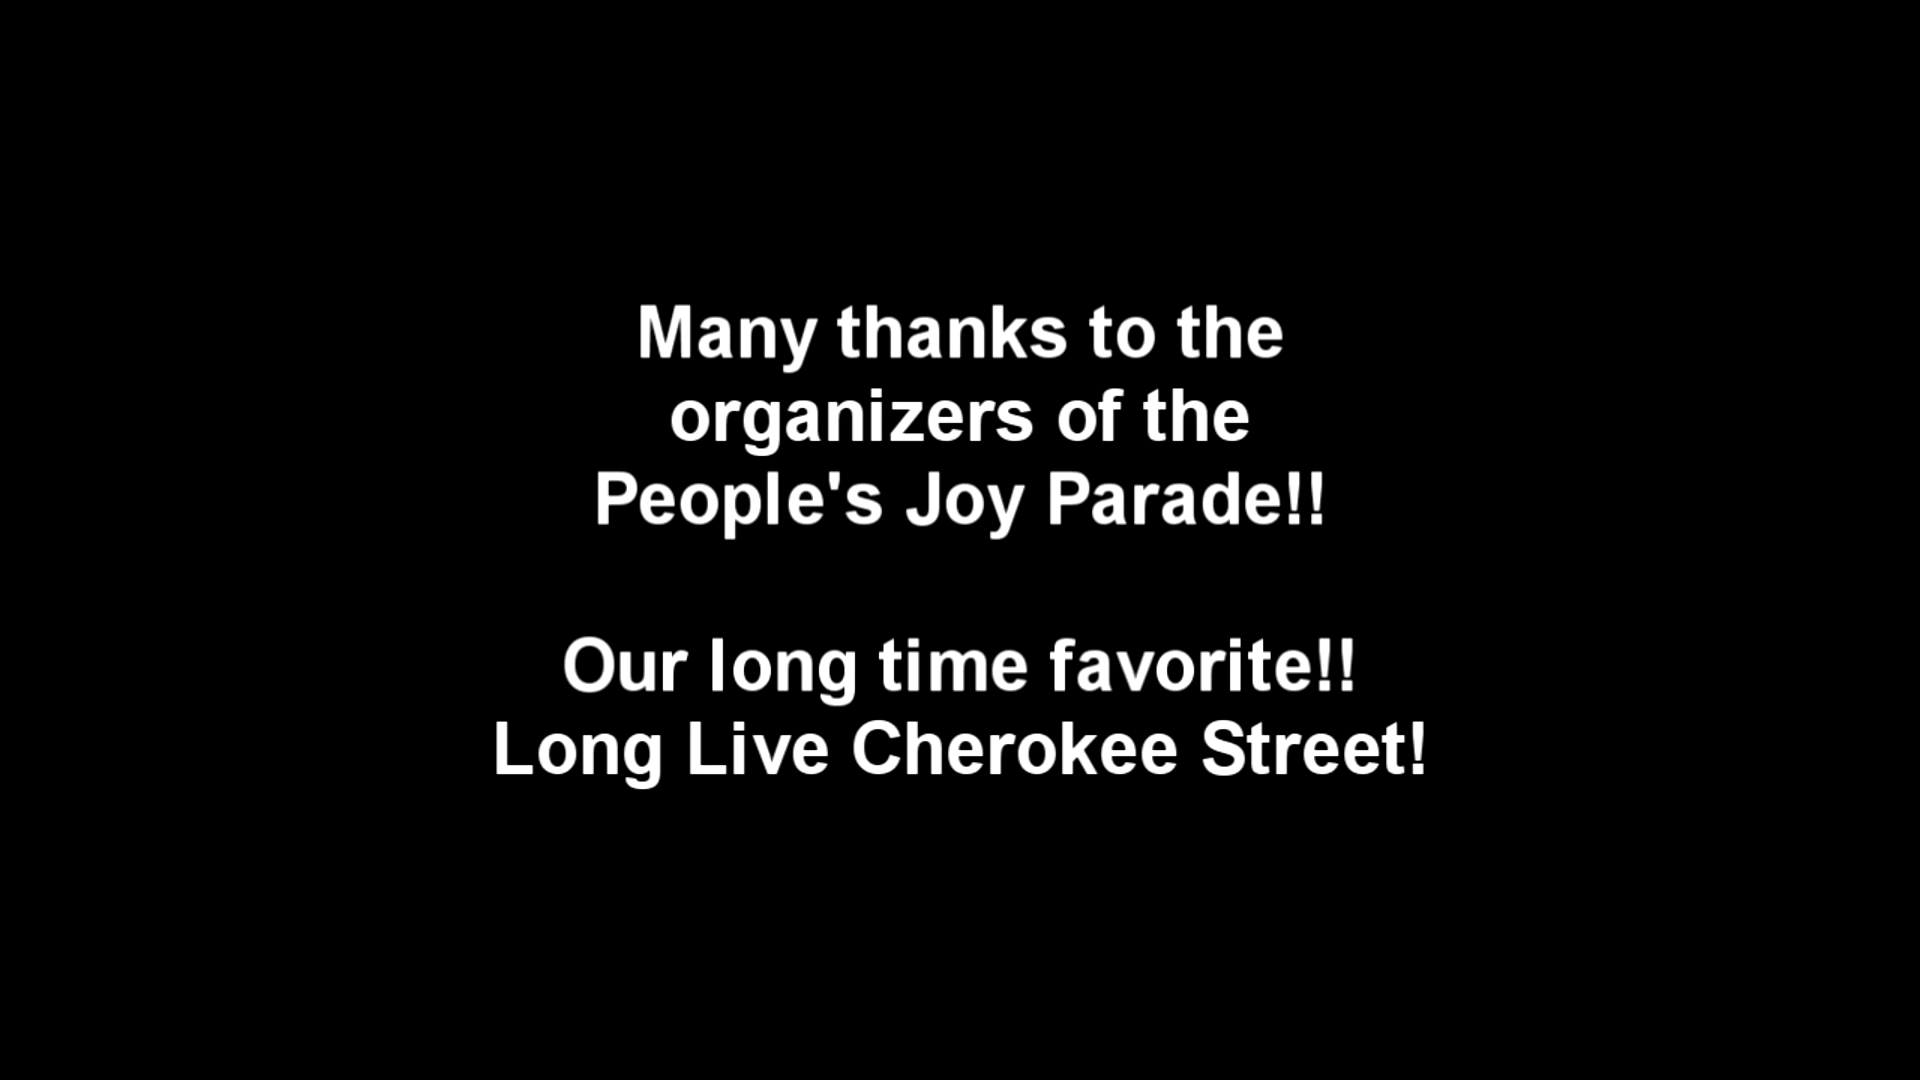 Many thanks to the
organizers of the
People's Joy Parade!!
Our long time favorite!!
Long Live Cherokee Street!